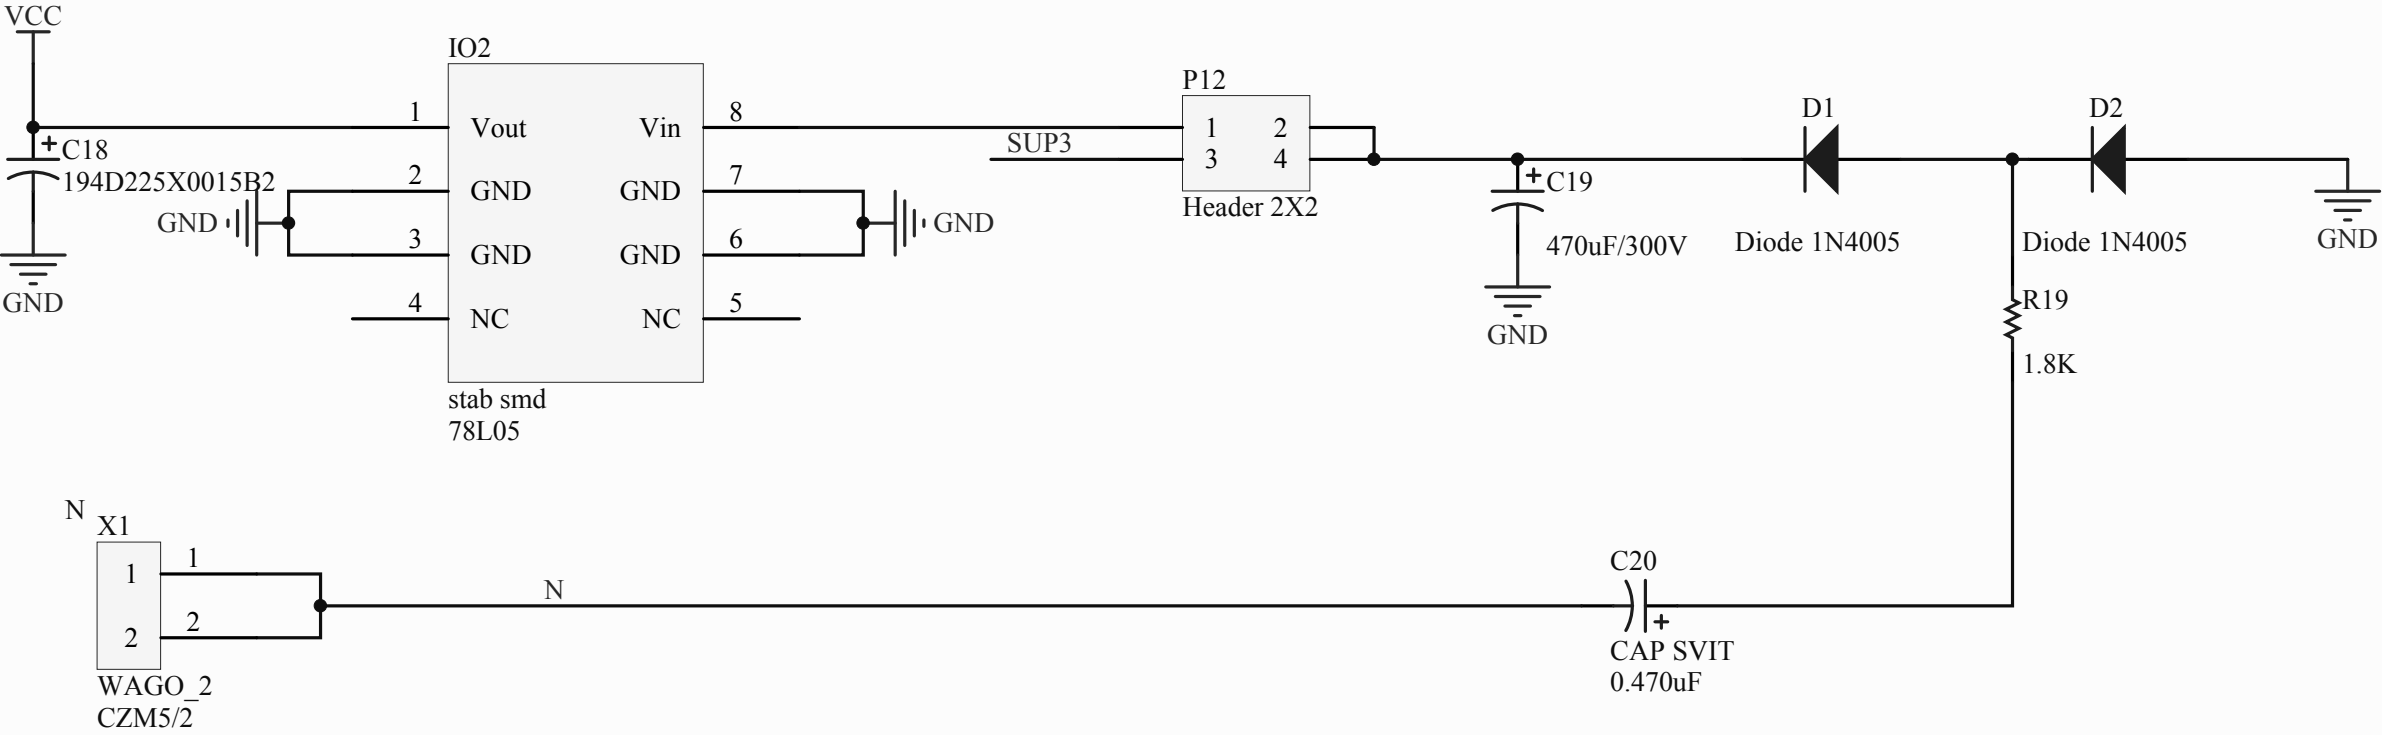 VCC
IO2
1
Vout
Vin
8
+
C18
194D225X0015B2
2
GND
GND
7
GND
GND
3
GND
GND
6
GND
4
NC
NC
5
stab smd
78L05
SUP3
P12
1
2
3
4
Header 2X2
+
C19
470uF/300V
GND
D1
Diode 1N4005
D2
Diode 1N4005
GND
R19
1.8K
N
X1
1
1
2
2
WAGO_2
CZM5/2
N
C20
+
CAP SVIT
0.470uF